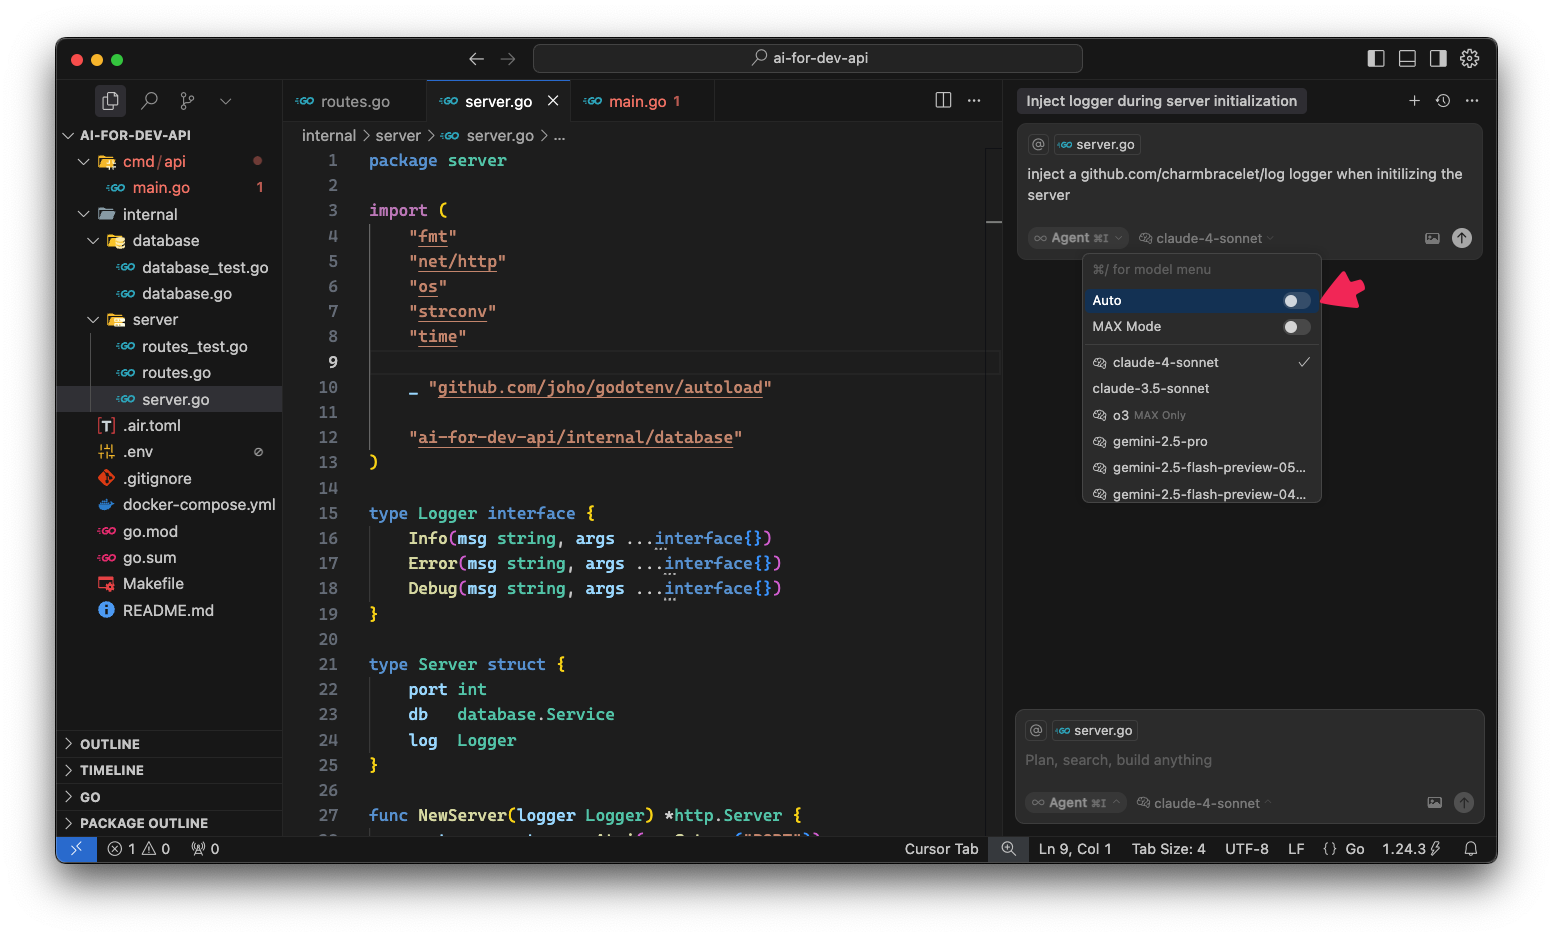 ai-for-dev-api
AI-FOR-DEV-API
cmd/api
main.go 1
internal
database
database_test.go
database.go
server
routes_test.go
routes.go
server.go
.air.toml
.env
.gitignore
docker-compose.yml
go.mod
go.sum
Makefile
README.md
OUTLINE
TIMELINE
GO
PACKAGE OUTLINE
routes.go
server.go
main.go 1
internal > server > server.go > ...
1 package server
2
3 import (
4 "fmt"
5 "net/http"
6 "os"
7 "strconv"
8 "time"
9
10 _ "github.com/joho/godotenv/autoload"
11
12 "ai-for-dev-api/internal/database"
13 )
14
15 type Logger interface {
16 Info(msg string, args ...interface{})
17 Error(msg string, args ...interface{})
18 Debug(msg string, args ...interface{})
19 }
20
21 type Server struct {
22 port int
23 db database.Service
24 log Logger
25 }
26
27 func NewServer(logger Logger) *http.Server {
Inject logger during server initialization
@ server.go
inject a github.com/charmbracelet/log logger when initilizing the
server
Agent ⌘I claude-4-sonnet
⌘/ for model menu
Auto
MAX Mode
claude-4-sonnet
claude-3.5-sonnet
o3 MAX Only
gemini-2.5-pro
gemini-2.5-flash-preview-05...
gemini-2.5-flash-preview-04...
@ server.go
Plan, search, build anything
Agent ⌘I claude-4-sonnet
1 0 0
Cursor Tab Ln 9, Col 1 Tab Size: 4 UTF-8 LF {} Go 1.24.3